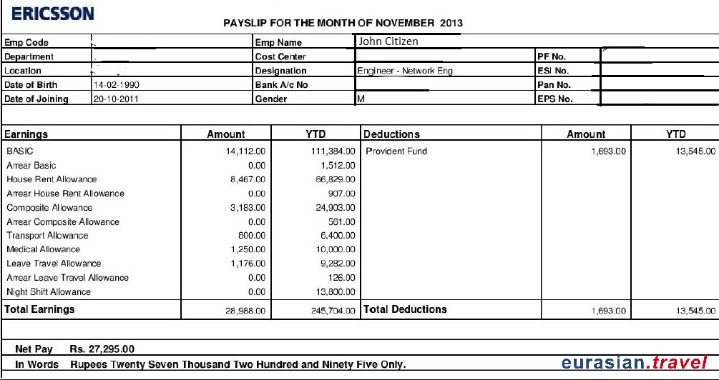 ERICSSON
PAYSLIP FOR THE MONTH OF NOVEMBER 2013
Emp Code Emp Name John Citizen
Department Cost Center PF No.
Location Designation Engineer - Network Eng ESI No.
Date of Birth 14-02-1990 Bank A/c No Pan No.
Date of Joining 20-10-2011 Gender M EPS No.
Earnings Amount YTD Deductions Amount YTD
BASIC 14,112.00 111,384.00 Provident Fund 1,693.00 13,545.00
Arrear Basic 0.00 1,512.00
House Rent Allowance 8,467.00 66,829.00
Arrear House Rent Allowance 0.00 907.00
Composite Allowance 3,183.00 24,903.00
Arrear Composite Allowance 0.00 561.00
Transport Allowance 800.00 6,400.00
Medical Allowance 1,250.00 10,000.00
Leave Travel Allowance 1,176.00 9,282.00
Arrear Leave Travel Allowance 0.00 126.00
Night Shift Allowance 0.00 13,800.00
Total Earnings 28,988.00 245,704.00 Total Deductions 1,693.00 13,545.00
Net Pay Rs. 27,295.00
In Words Rupees Twenty Seven Thousand Two Hundred and Ninety Five Only.
eurasian.travel